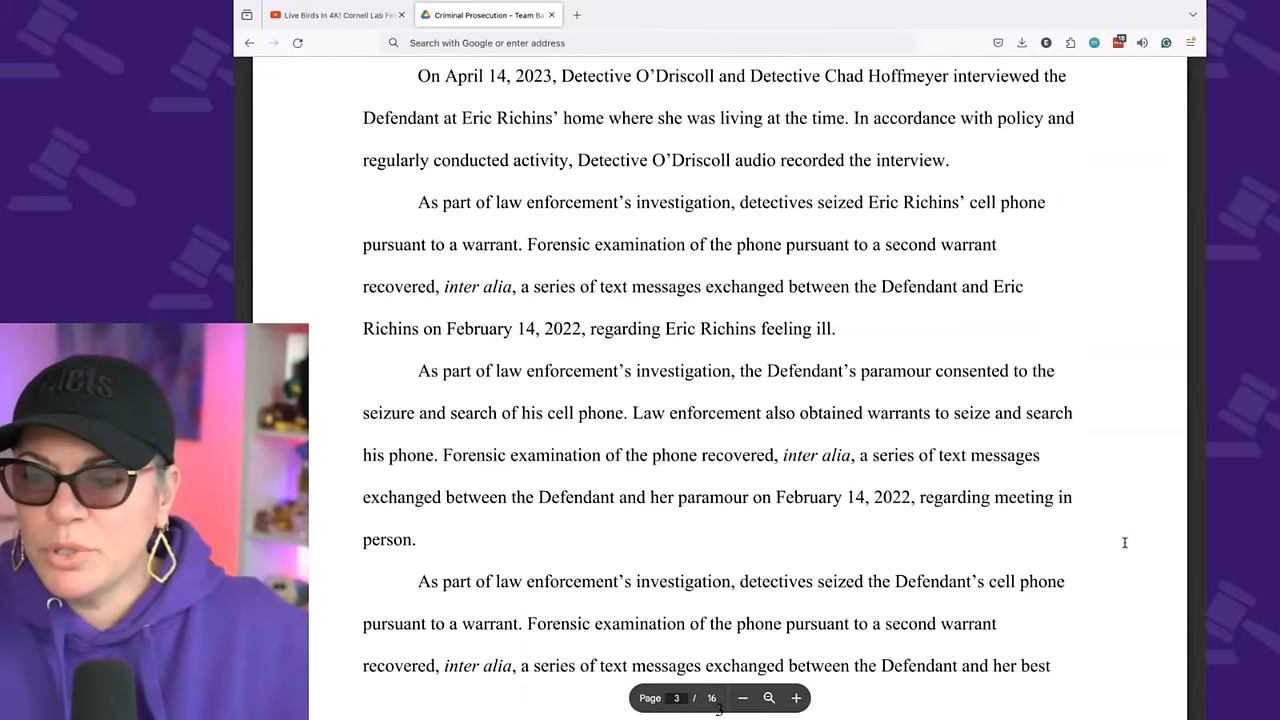 Live Birds In 4K! Cornell Lab Fe
Criminal Prosecution - Team Ba
Search with Google or enter address
18
On April 14, 2023, Detective O’Driscoll and Detective Chad Hoffmeyer interviewed the
Defendant at Eric Richins’ home where she was living at the time. In accordance with policy and
regularly conducted activity, Detective O’Driscoll audio recorded the interview.
As part of law enforcement’s investigation, detectives seized Eric Richins’ cell phone
pursuant to a warrant. Forensic examination of the phone pursuant to a second warrant
recovered, inter alia, a series of text messages exchanged between the Defendant and Eric
Richins on February 14, 2022, regarding Eric Richins feeling ill.
As part of law enforcement’s investigation, the Defendant’s paramour consented to the
seizure and search of his cell phone. Law enforcement also obtained warrants to seize and search
his phone. Forensic examination of the phone recovered, inter alia, a series of text messages
exchanged between the Defendant and her paramour on February 14, 2022, regarding meeting in
person.
As part of law enforcement’s investigation, detectives seized the Defendant’s cell phone
pursuant to a warrant. Forensic examination of the phone pursuant to a second warrant
recovered, inter alia, a series of text messages exchanged between the Defendant and her best
Page 3 / 16
3